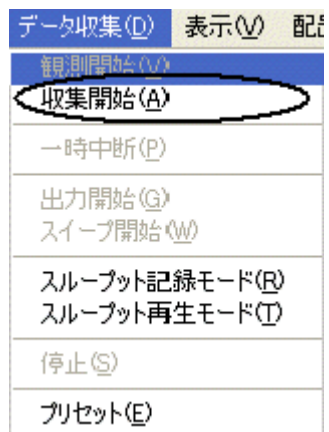 データ収集(D) 表示(V)
観測開始(V)
収集開始(A)
一時中断(P)
出力開始(G)
スイープ開始(W)
スループット記録モード(R)
スループット再生モード(T)
停止(S)
プリセット(E)